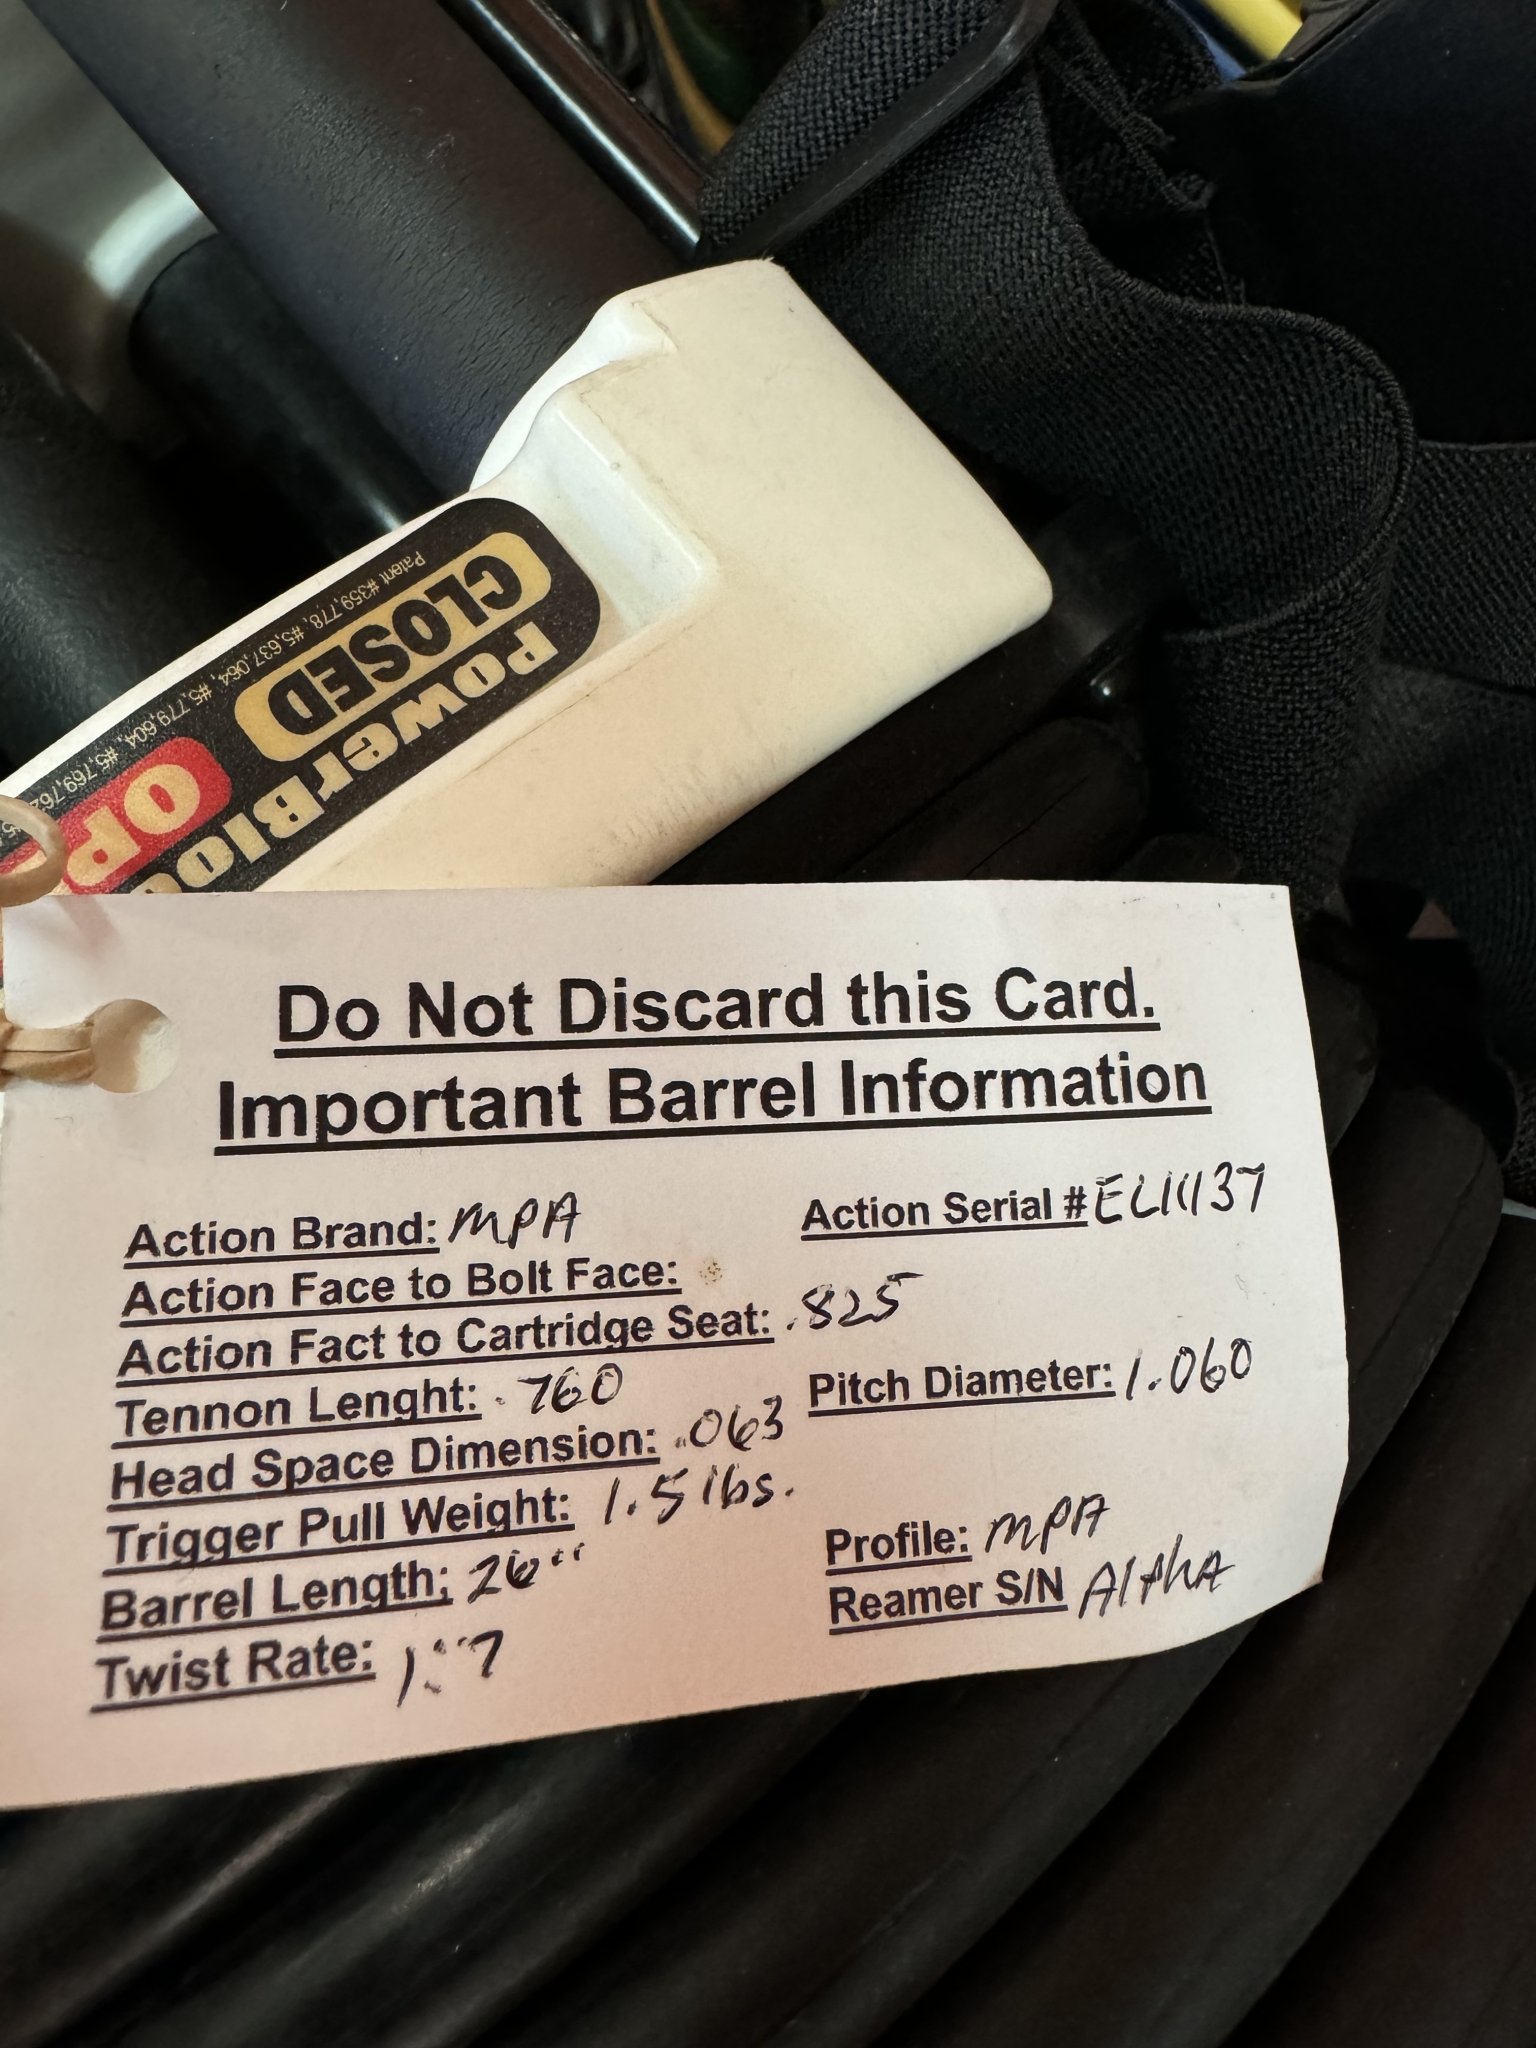 Patent #359,778, #5,637,064, #5,779,604, #5,769,762
CLOSED
OP
PowerBloc
Do Not Discard this Card.
Important Barrel Information
Action Brand: MPA Action Serial # EL11137
Action Face to Bolt Face:
Action Fact to Cartridge Seat: .825
Tennon Lenght: .760 Pitch Diameter: 1.060
Head Space Dimension: .063
Trigger Pull Weight: 1.5 lbs.
Barrel Length; 26" Profile: MPA
Twist Rate: 1:7 Reamer S/N Alpha